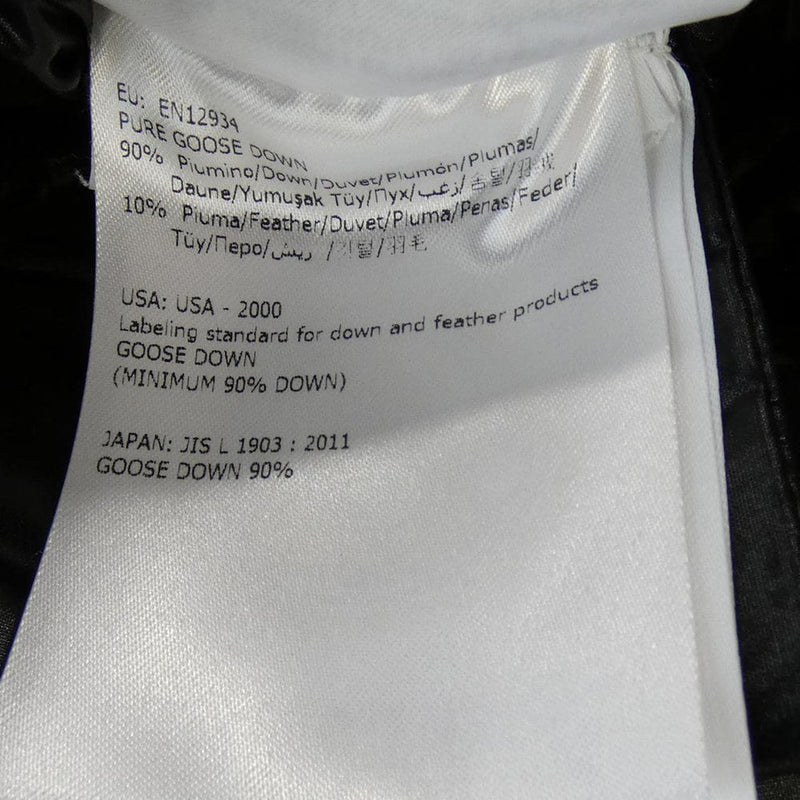 EU: EN12934
PURE GOOSE DOWN
90% Piumino/Down/Duvet/Plumón/Plumas/
Daune/Yumuşak Tüy/Пух/زغب/솜털/羽绒
10% Piuma/Feather/Duvet/Pluma/Penas/Feder/
Tüy/Перо/ريش /깃털/羽毛
USA: USA - 2000
Labeling standard for down and feather products
GOOSE DOWN
(MINIMUM 90% DOWN)
JAPAN: JIS L 1903 : 2011
GOOSE DOWN 90%